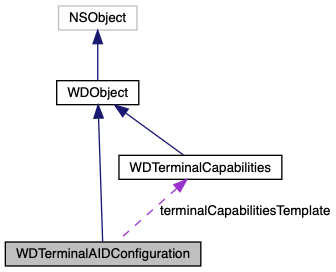 NSObject
WDObject
WDTerminalCapabilities
terminalCapabilitiesTemplate
WDTerminalAIDConfiguration